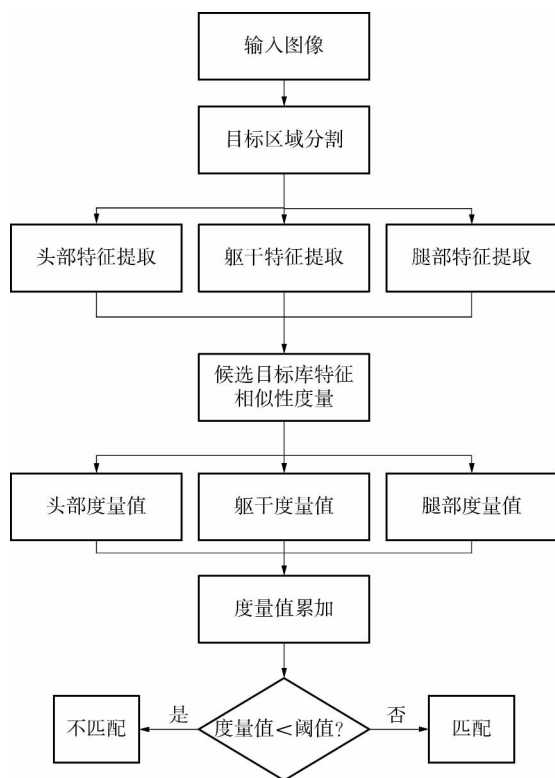 输入图像
目标区域分割
头部特征提取
躯干特征提取
腿部特征提取
候选目标库特征
相似性度量
头部度量值
躯干度量值
腿部度量值
度量值累加
不匹配
是
度量值<阈值?
否
匹配